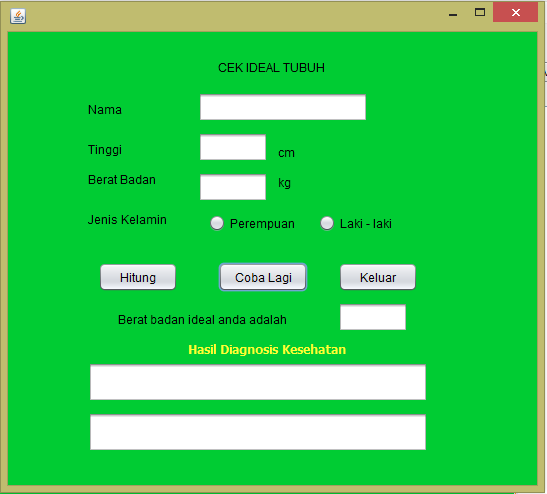 CEK IDEAL TUBUH
Nama
Tinggi cm
Berat Badan kg
Jenis Kelamin Perempuan Laki - laki
Hitung Coba Lagi Keluar
Berat badan ideal anda adalah
Hasil Diagnosis Kesehatan